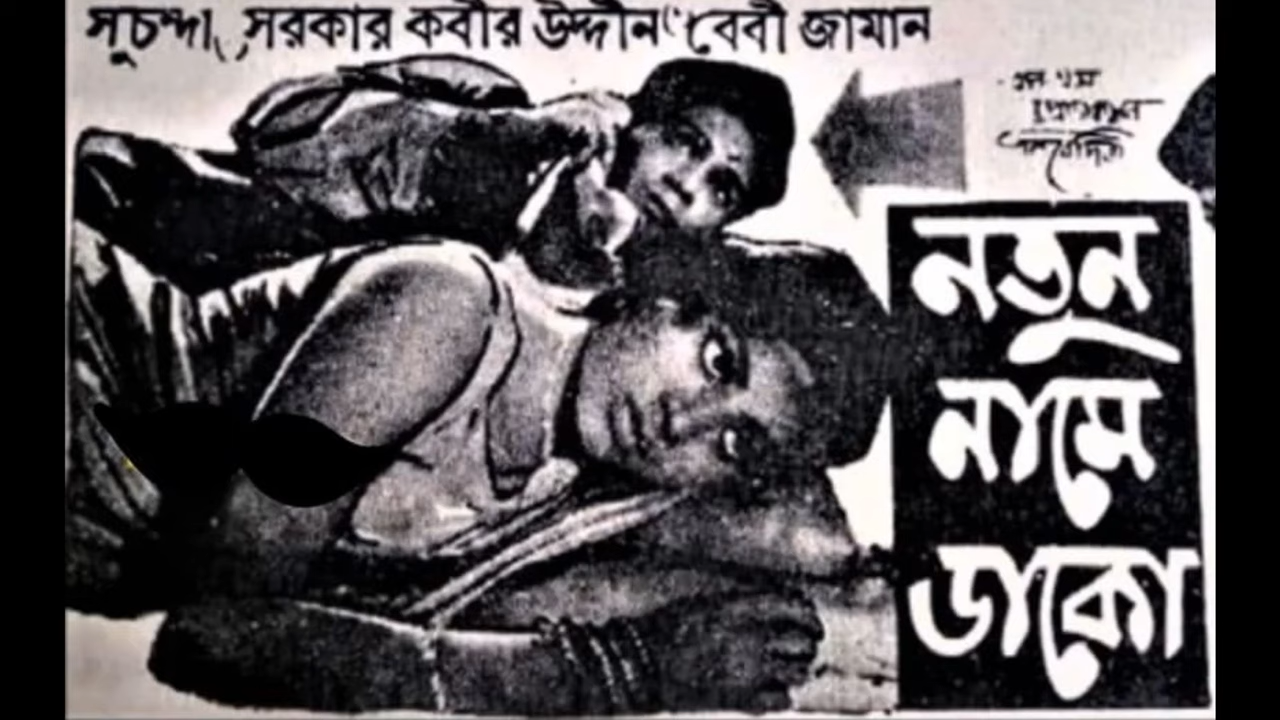 সুচন্দা, সরকার কবীর উদ্দীন বেবী জামান
নতুন
নামে
ডাকো